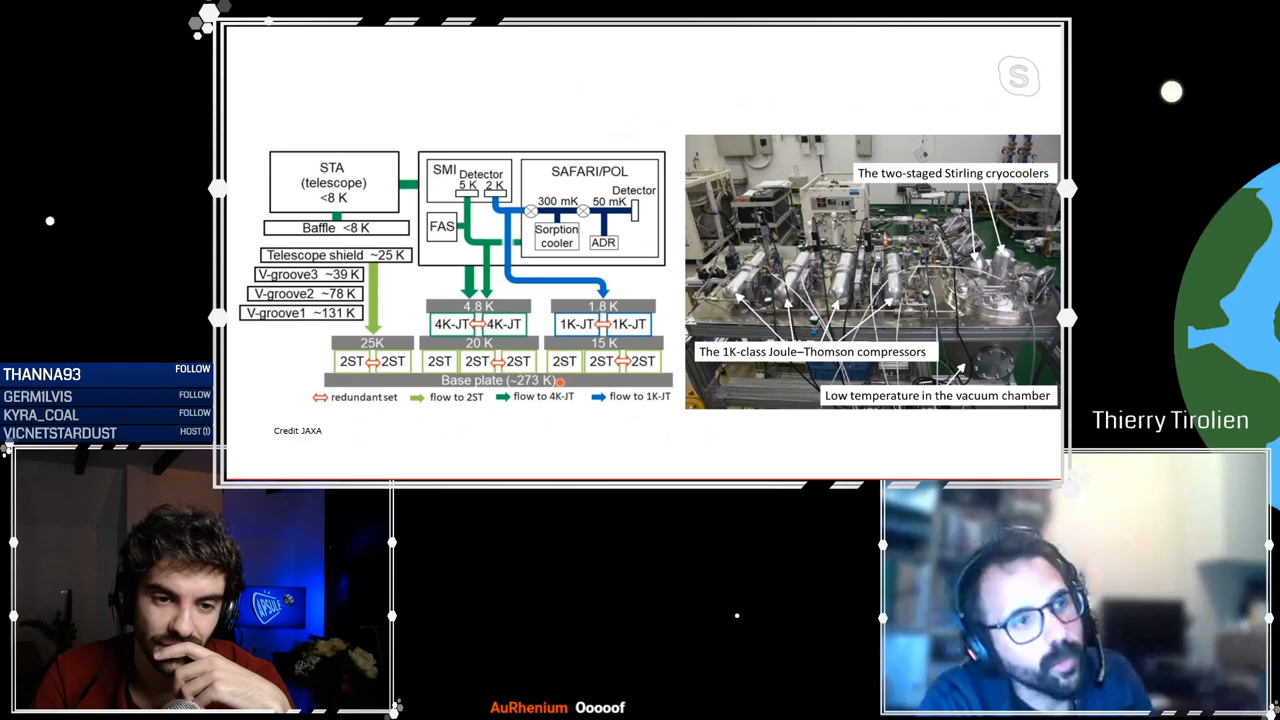 S
STA
(telescope)
<8 K
Baffle <8 K
Telescope shield ~25 K
V-groove3 ~39 K
V-groove2 ~78 K
V-groove1 ~131 K
SMI
Detector
5 K 2 K
FAS
SAFARI/POL
Detector
300 mK 50 mK
Sorption
cooler
ADR
4.8 K
1.8 K
4K-JT 4K-JT
1K-JT 1K-JT
25K
20 K
15 K
2ST 2ST
2ST 2ST 2ST
2ST 2ST 2ST
Base plate (~273 K)
redundant set
flow to 2ST
flow to 4K-JT
flow to 1K-JT
Credit JAXA
The two-staged Stirling cryocoolers
The 1K-class Joule–Thomson compressors
Low temperature in the vacuum chamber
THANNA93 FOLLOW
GERMILVIS FOLLOW
KYRA_COAL FOLLOW
VICNETSTARDUST HOST (1)
Thierry Tirolien
APSULE
AuRhenium Ooooof